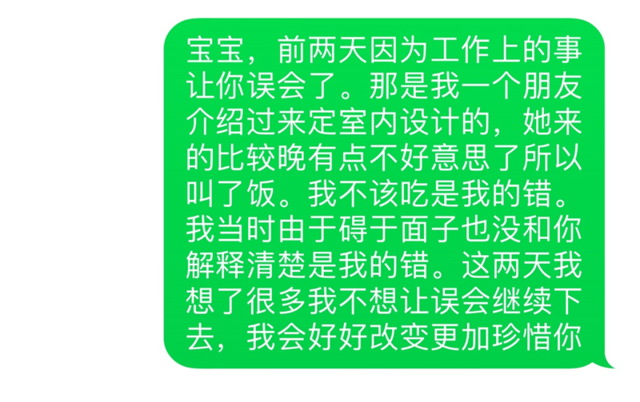 宝宝，前两天因为工作上的事
让你误会了。那是我一个朋友
介绍过来定室内设计的，她来
的比较晚有点不好意思了所以
叫了饭。我不该吃是我的错。
我当时由于碍于面子也没和你
解释清楚是我的错。这两天我
想了很多我不想让误会继续下
去，我会好好改变更加珍惜你